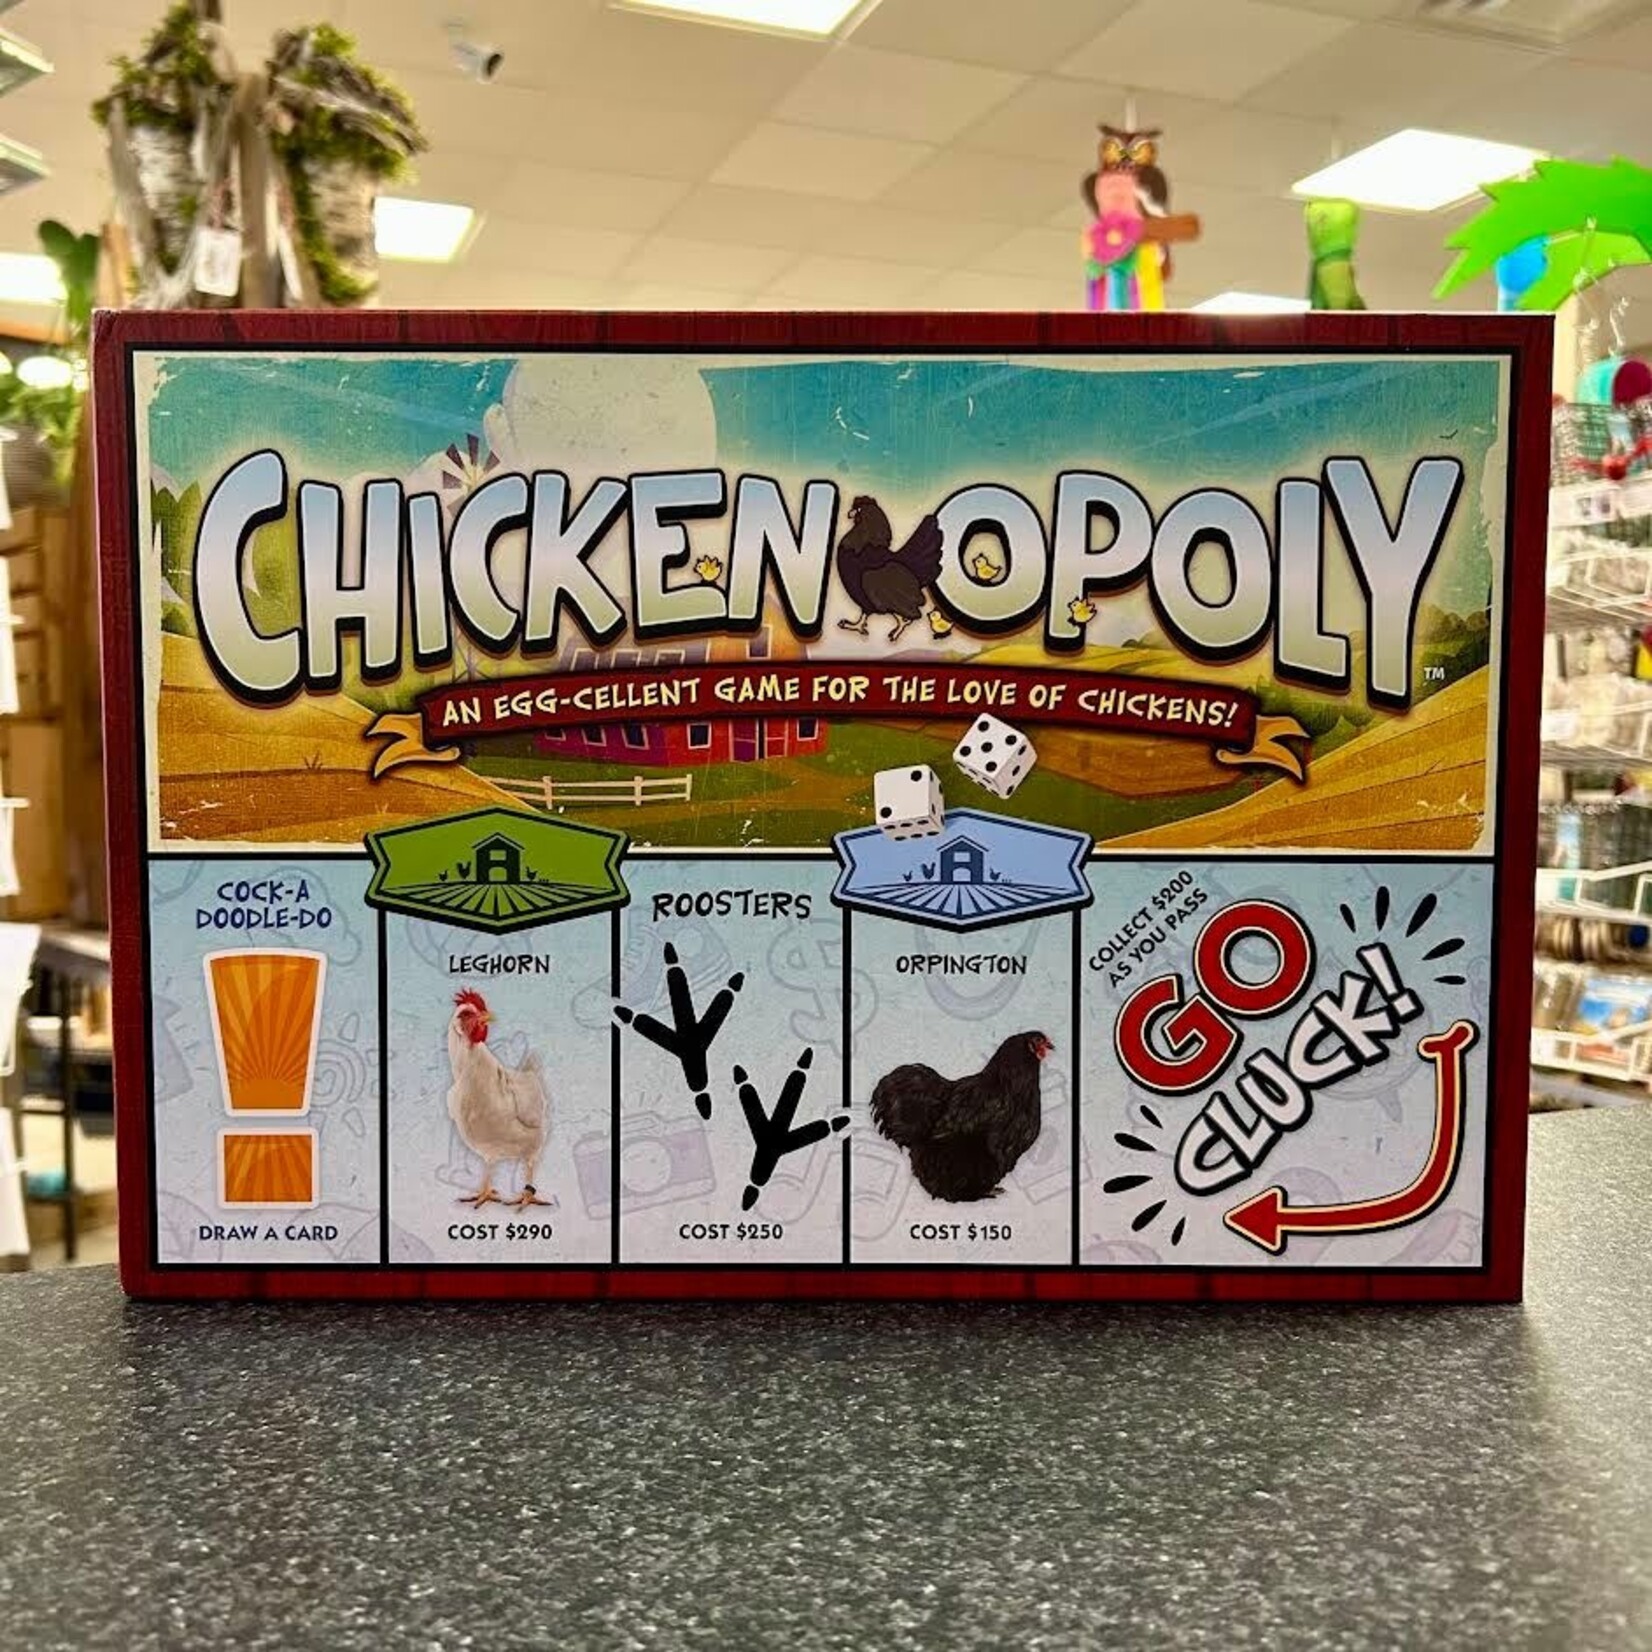 CHICKEN OPOLY
TM
AN EGG-CELLENT GAME FOR THE LOVE OF CHICKENS!
COCK-A
DOODLE-DO
DRAW A CARD
LEGHORN
COST $290
ROOSTERS
COST $250
ORPINGTON
COST $150
COLLECT $200
AS YOU PASS
GO
CLUCK!